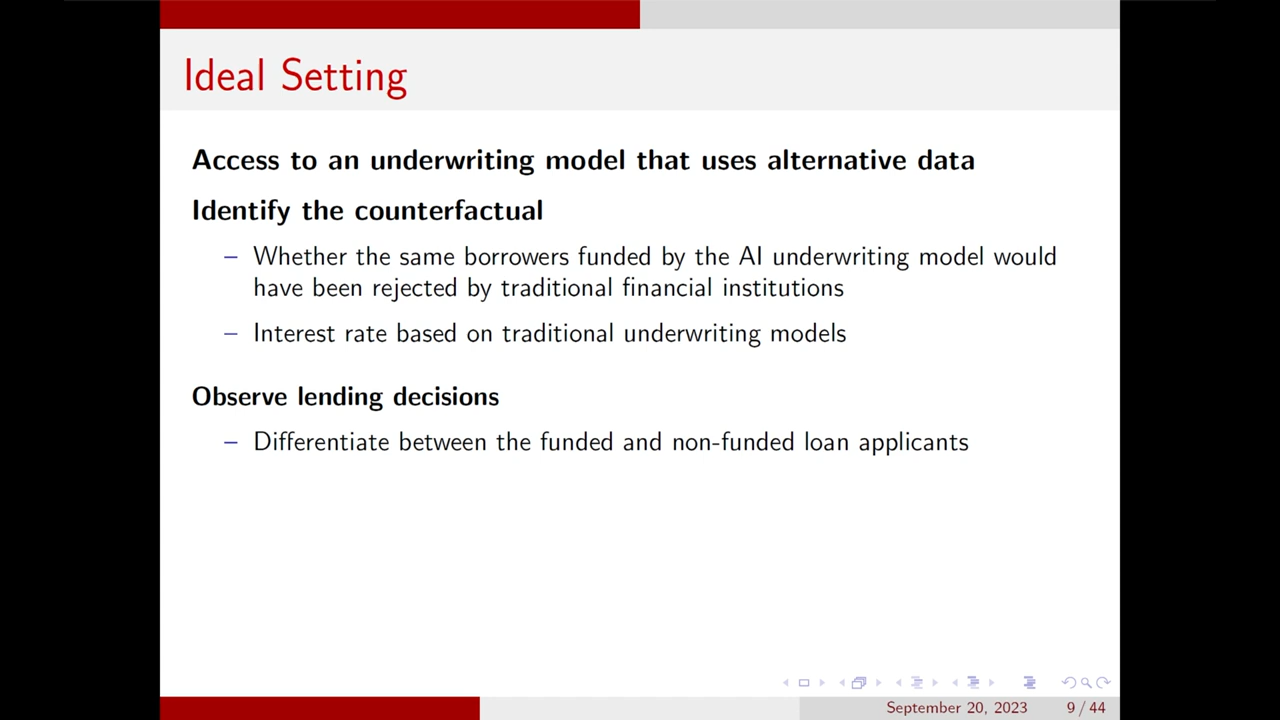 Ideal Setting
Access to an underwriting model that uses alternative data
Identify the counterfactual
– Whether the same borrowers funded by the AI underwriting model would
have been rejected by traditional financial institutions
– Interest rate based on traditional underwriting models
Observe lending decisions
– Differentiate between the funded and non-funded loan applicants
September 20, 2023 9 / 44